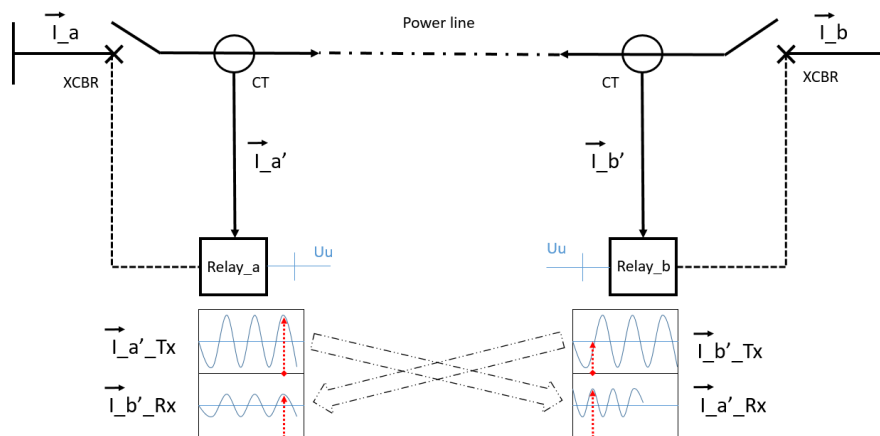 I_a
Power line
I_b
XCBR
CT
CT
XCBR
I_a’
I_b’
Relay_a
Uu
Uu
Relay_b
I_a’_Tx
I_b’_Tx
I_b’_Rx
I_a’_Rx